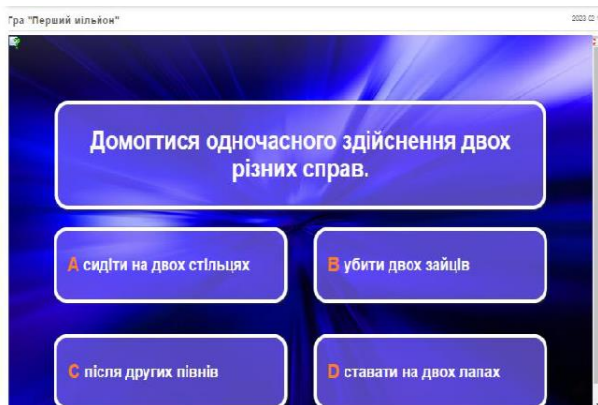 Гра "Перший мільйон"
Домогтися одночасного здійснення двох
різних справ.
A сидіти на двох стільцях
B убити двох зайців
C після других півнів
D ставати на двох лапах